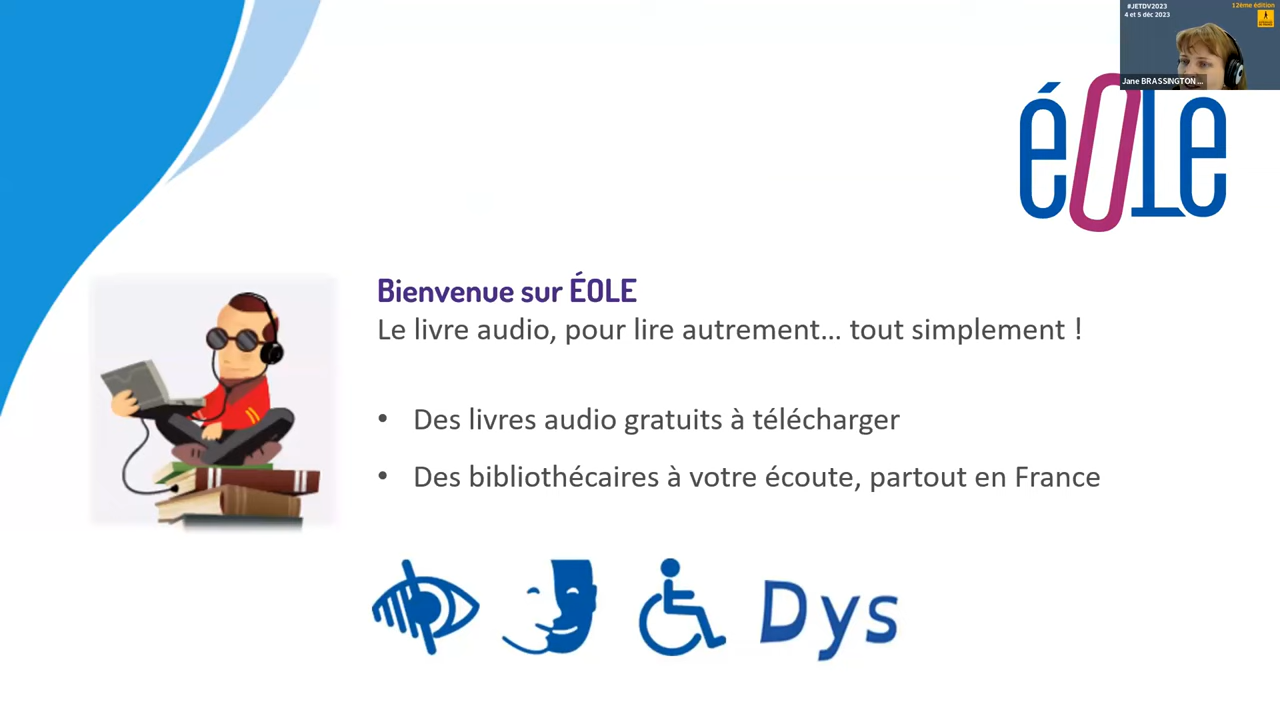 #JETDV2023
4 et 5 déc 2023
12ème édition
Jane BRASSINGTON ...
éOLe
Bienvenue sur ÉOLE
Le livre audio, pour lire autrement... tout simplement !
• Des livres audio gratuits à télécharger
• Des bibliothécaires à votre écoute, partout en France
Dys